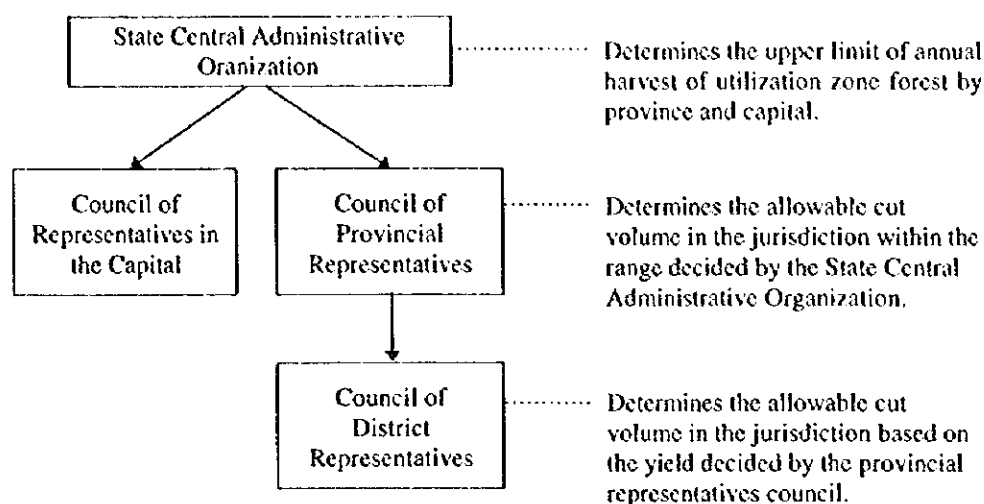 State Central Administrative
Oranization
Determines the upper limit of annual
harvest of utilization zone forest by
province and capital.
Council of
Representatives in
the Capital
Council of
Provincial
Representatives
Determines the allowable cut
volume in the jurisdiction within the
range decided by the State Central
Administrative Organization.
Council of
District
Representatives
Determines the allowable cut
volume in the jurisdiction based on
the yield decided by the provincial
representatives council.